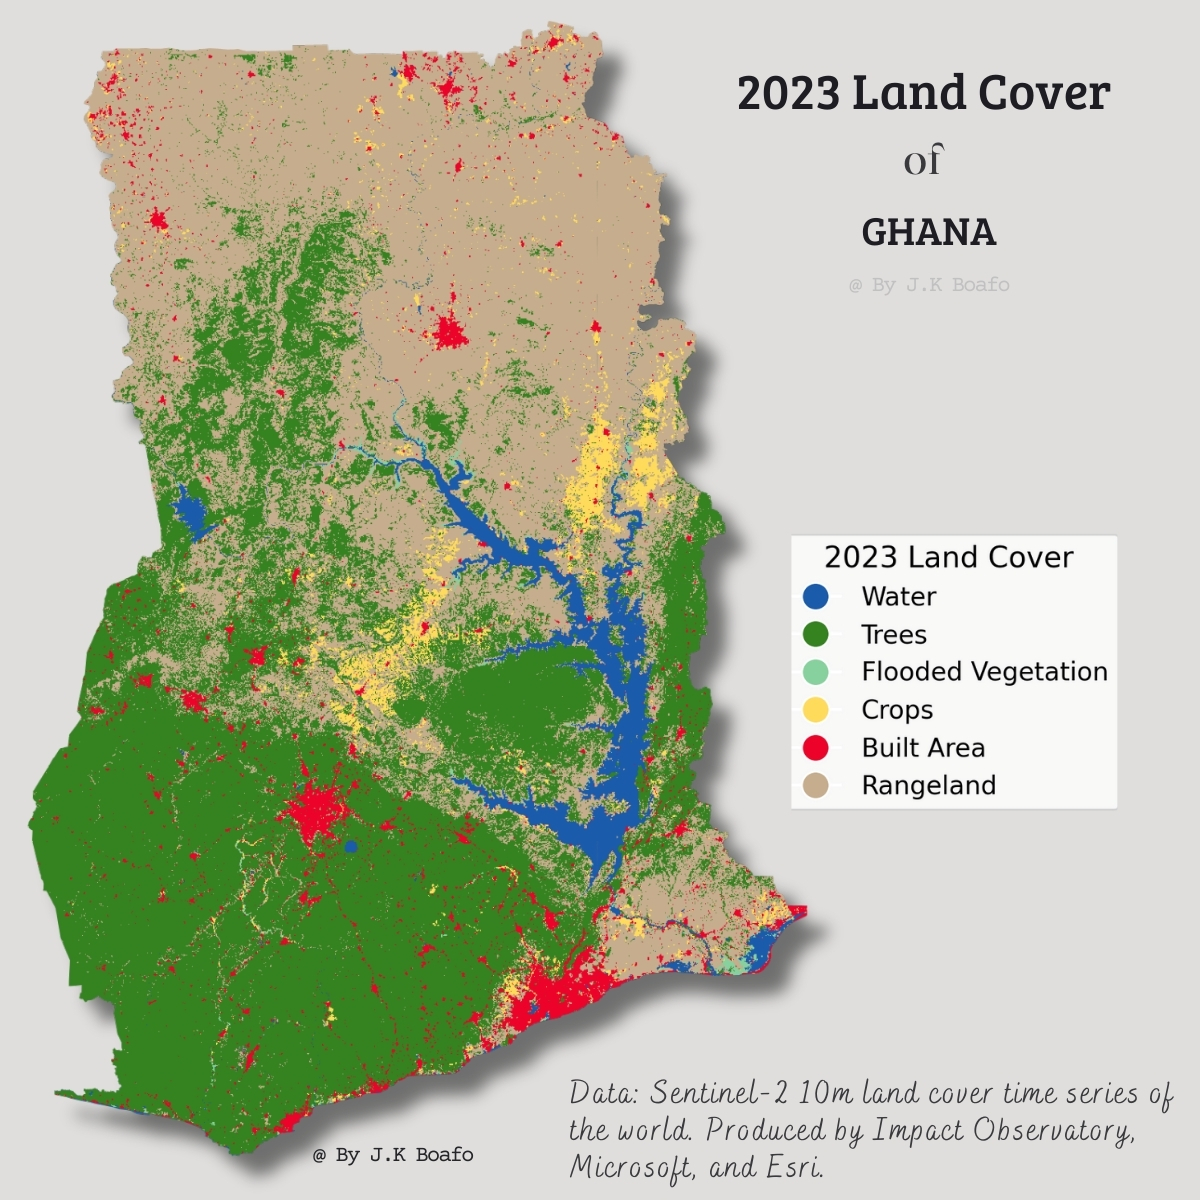 2023 Land Cover
of
GHANA
@ By J.K Boafo
2023 Land Cover
Water
Trees
Flooded Vegetation
Crops
Built Area
Rangeland
Data: Sentinel-2 10m land cover time series of
the world. Produced by Impact Observatory,
Microsoft, and Esri.
@ By J.K Boafo